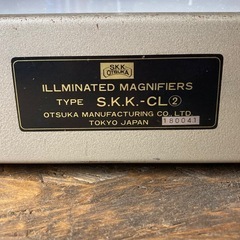 S.K.K.
OTSUKA
ILLMINATED MAGNIFIERS
TYPE S.K.K.-CL②
OTSUKA MANUFACTURING CO., LTD.
TOKYO JAPAN 180041